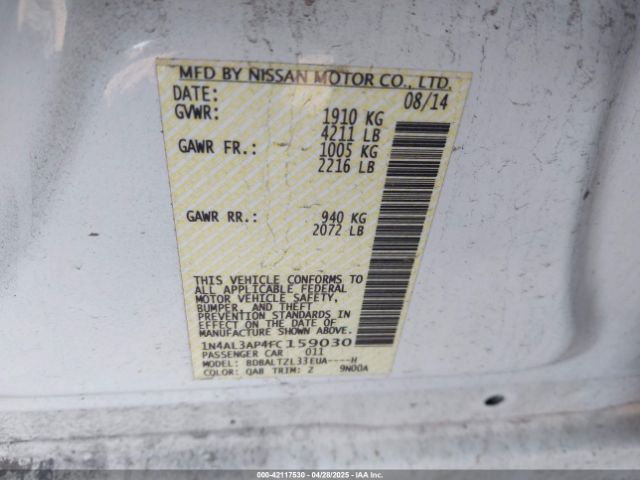 MFD BY NISSAN MOTOR CO., LTD.
DATE: 08/14
GVWR: 1910 KG
4211 LB
GAWR FR.: 1005 KG
2216 LB
GAWR RR.: 940 KG
2072 LB
THIS VEHICLE CONFORMS TO
ALL APPLICABLE FEDERAL
MOTOR VEHICLE SAFETY,
BUMPER, AND THEFT
PREVENTION STANDARDS IN
EFFECT ON THE DATE OF
MANUFACTURE SHOWN ABOVE.
1N4AL3AP4FC159030
PASSENGER CAR 011
MODEL: BDBALTZL33EUA----H
COLOR: QAB TRIM: Z 9N00A
000-42117530 - 04/28/2025 - IAAI